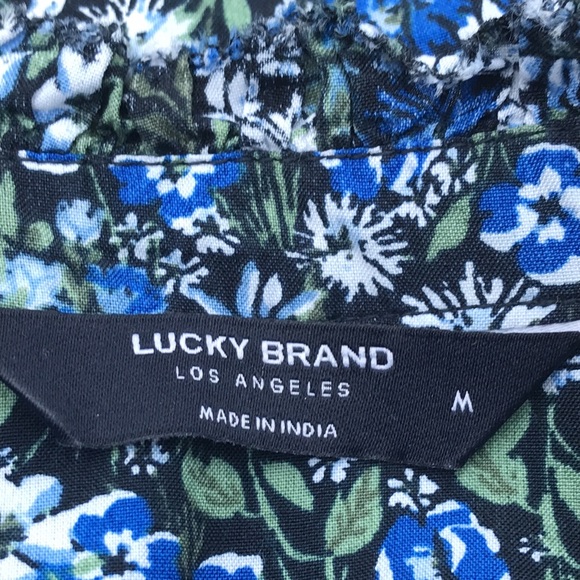 LUCKY BRAND
LOS ANGELES
MADE IN INDIA
M